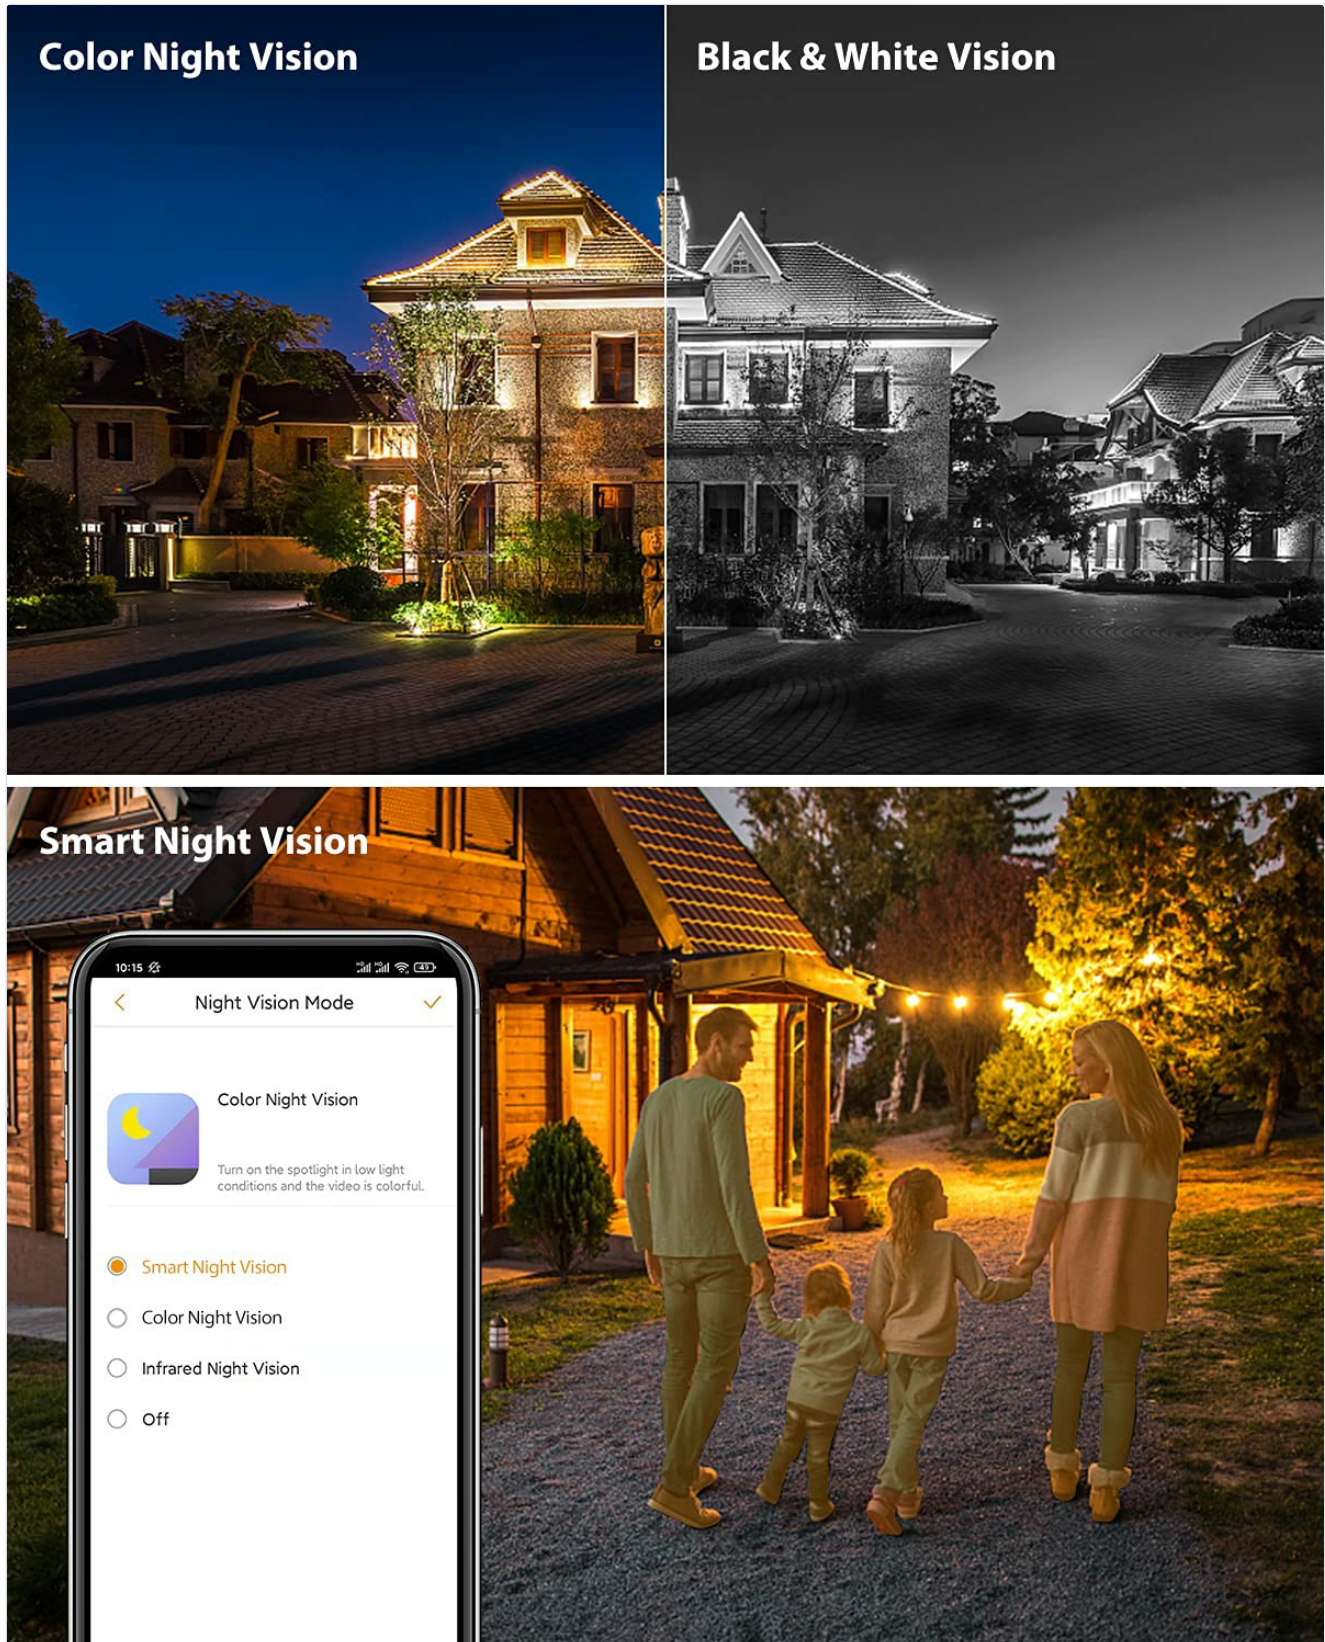 Color Night Vision
Black & White Vision
Smart Night Vision
10:15
49
Night Vision Mode
Color Night Vision
Turn on the spotlight in low light
conditions and the video is colorful.
Smart Night Vision
Color Night Vision
Infrared Night Vision
Off